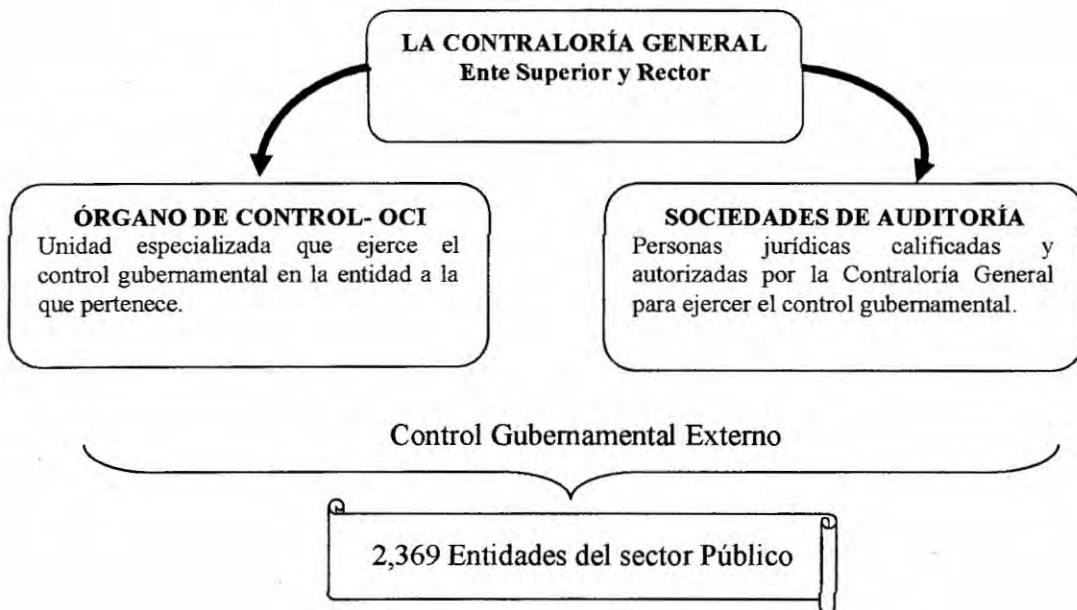 LA CONTRALORÍA GENERAL
Ente Superior y Rector
ÓRGANO DE CONTROL- OCI
Unidad especializada que ejerce el
control gubernamental en la entidad a la
que pertenece.
SOCIEDADES DE AUDITORÍA
Personas jurídicas calificadas y
autorizadas por la Contraloría General
para ejercer el control gubernamental.
Control Gubernamental Externo
2,369 Entidades del sector Público